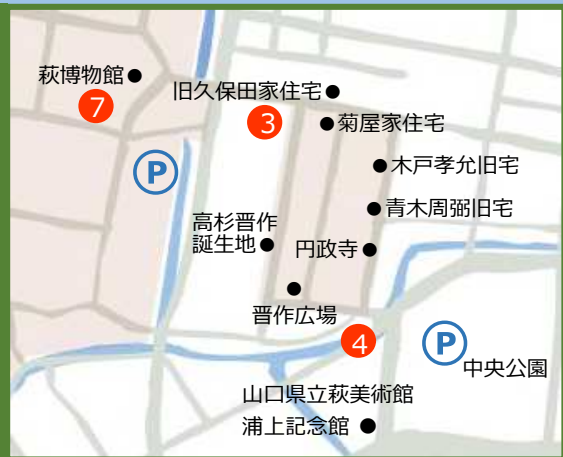 萩博物館
7
旧久保田家住宅
3
菊屋家住宅
P
木戸孝允旧宅
青木周弼旧宅
高杉晋作
誕生地
円政寺
晋作広場
4
P
中央公園
山口県立萩美術館
浦上記念館